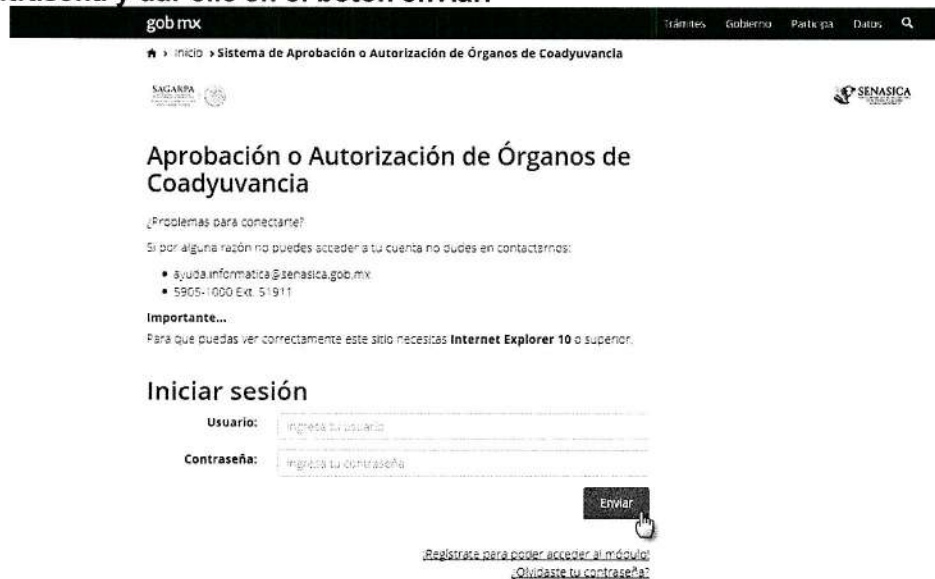 gob mx
Trámites Gobierno Participa Datos
> Inicio > Sistema de Aprobación o Autorización de Órganos de Coadyuvancia
SAGARPA
SENASICA
Aprobación o Autorización de Órganos de
Coadyuvancia
¿Problemas para conectarte?
Si por alguna razón no puedes acceder a tu cuenta no dudes en contactarnos:
• ayuda.informatica@senasica.gob.mx
• 5905-1000 Ext. 51911
Importante...
Para que puedas ver correctamente este sitio necesitas Internet Explorer 10 o superior.
Iniciar sesión
Usuario:
Ingresa tu usuario
Contraseña:
Ingresa tu contraseña
Enviar
¡Regístrate para poder acceder al módulo!
¿Olvidaste tu contraseña?